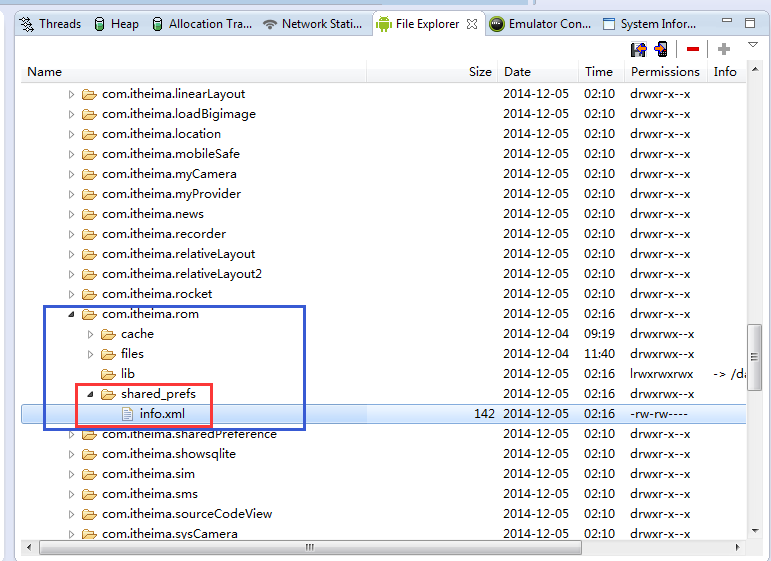 Threads Heap Allocation Tra... Network Stati... File Explorer Emulator Con... System Infor...
Name Size Date Time Permissions Info
com.itheima.linearLayout 2014-12-05 02:10 drwxr-x--x
com.itheima.loadBigimage 2014-12-05 02:10 drwxr-x--x
com.itheima.location 2014-12-05 02:10 drwxr-x--x
com.itheima.mobileSafe 2014-12-05 02:10 drwxr-x--x
com.itheima.myCamera 2014-12-05 02:10 drwxr-x--x
com.itheima.myProvider 2014-12-05 02:10 drwxr-x--x
com.itheima.news 2014-12-05 02:10 drwxr-x--x
com.itheima.recorder 2014-12-05 02:10 drwxr-x--x
com.itheima.relativeLayout 2014-12-05 02:10 drwxr-x--x
com.itheima.relativeLayout2 2014-12-05 02:10 drwxr-x--x
com.itheima.rocket 2014-12-05 02:10 drwxr-x--x
com.itheima.rom 2014-12-05 02:16 drwxr-x--x
cache 2014-12-04 09:19 drwxrwx--x
files 2014-12-04 11:40 drwxrwx--x
lib 2014-12-05 02:16 lrwxrwxrwx -> /da
shared_prefs 2014-12-05 02:16 drwxrwx--x
info.xml 142 2014-12-05 02:16 -rw-rw----
com.itheima.sharedPreference 2014-12-05 02:10 drwxr-x--x
com.itheima.showsqlite 2014-12-05 02:10 drwxr-x--x
com.itheima.sim 2014-12-05 02:10 drwxr-x--x
com.itheima.sms 2014-12-05 02:10 drwxr-x--x
com.itheima.sourceCodeView 2014-12-05 02:10 drwxr-x--x
com.itheima.sysCamera 2014-12-05 02:10 drwxr-x--x